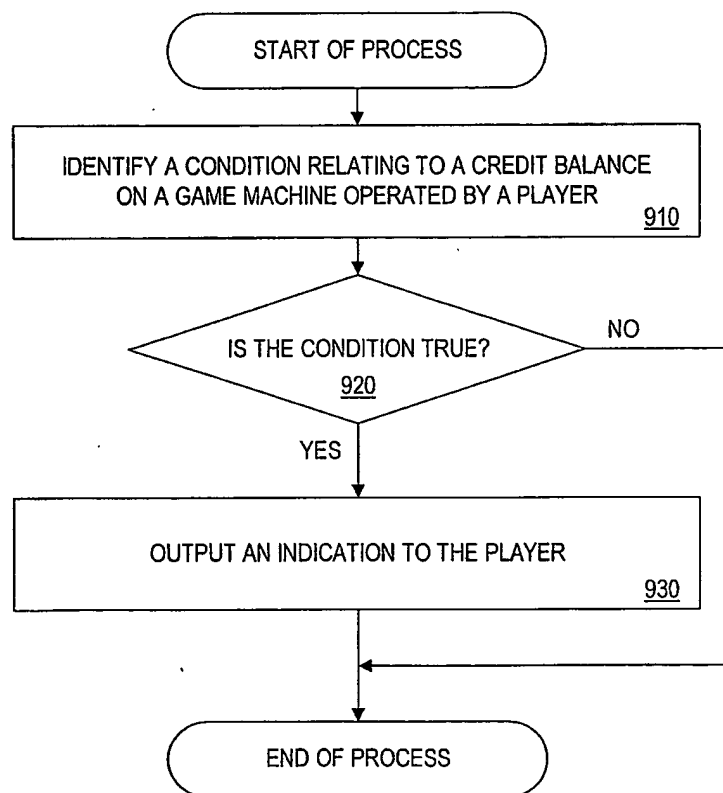 START OF PROCESS
IDENTIFY A CONDITION RELATING TO A CREDIT BALANCE
ON A GAME MACHINE OPERATED BY A PLAYER
910
IS THE CONDITION TRUE?
920
NO
YES
OUTPUT AN INDICATION TO THE PLAYER
930
END OF PROCESS